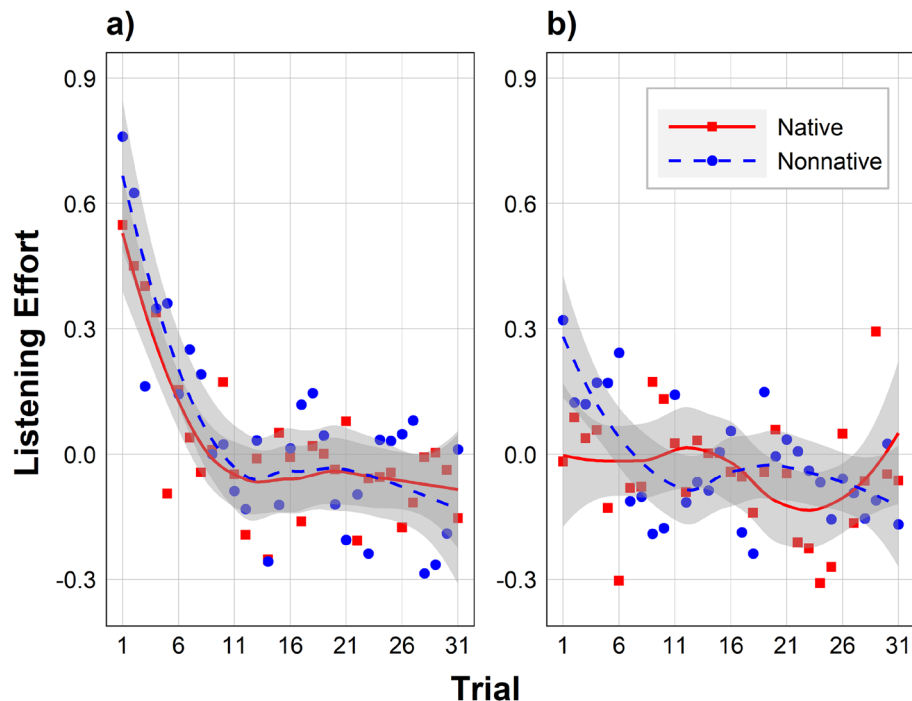 a)
b)
0.9
0.6
0.3
0.0
-0.3
0.9
0.6
0.3
0.0
-0.3
Native
Nonnative
Listening Effort
1 6 11 16 21 26 31
1 6 11 16 21 26 31
Trial